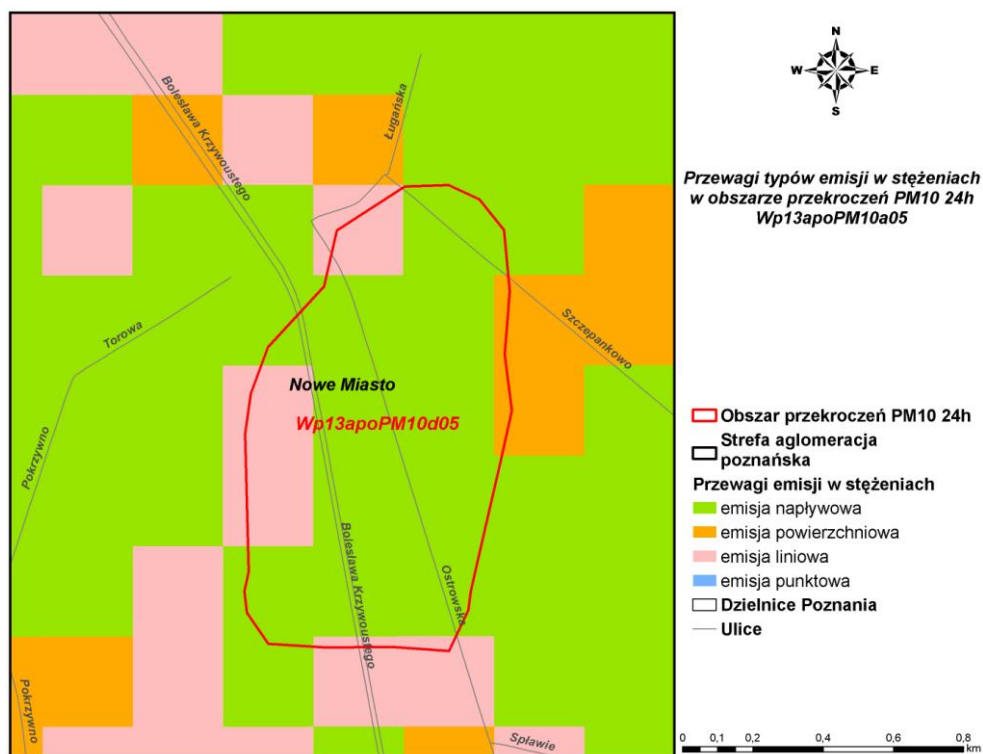 N
W E
S
Przewagi typów emisji w stężeniach
w obszarze przekroczeń PM10 24h
Wp13apoPM10a05
Bolesława Krzywoustego
Ługańska
Szczepankowo
Torowa
Pokrzywno
Nowe Miasto
Wp13apoPM10d05
Bolesława Krzywoustego
Ostrowska
Pokrzywno
Spławie
Obszar przekroczeń PM10 24h
Strefa aglomeracja
poznańska
Przewagi emisji w stężeniach
emisja napływowa
emisja powierzchniowa
emisja liniowa
emisja punktowa
Dzielnice Poznania
Ulice
0 0,1 0,2 0,4 0,6 0,8
km